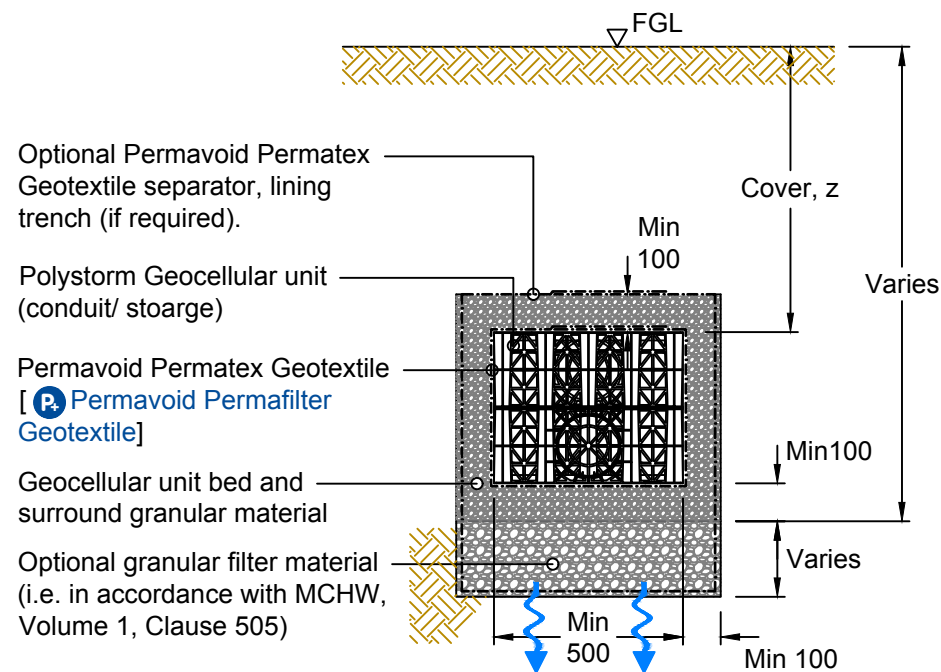 FGL
Optional Permavoid Permatex
Geotextile separator, lining
trench (if required).
Cover, z
Min
100
Varies
Polystorm Geocellular unit
(conduit/ stoarge)
Permavoid Permatex Geotextile
[ P+ Permavoid Permafilter
Geotextile]
Min100
Geocellular unit bed and
surround granular material
Optional granular filter material
(i.e. in accordance with MCHW,
Volume 1, Clause 505)
Varies
Min
500
Min 100